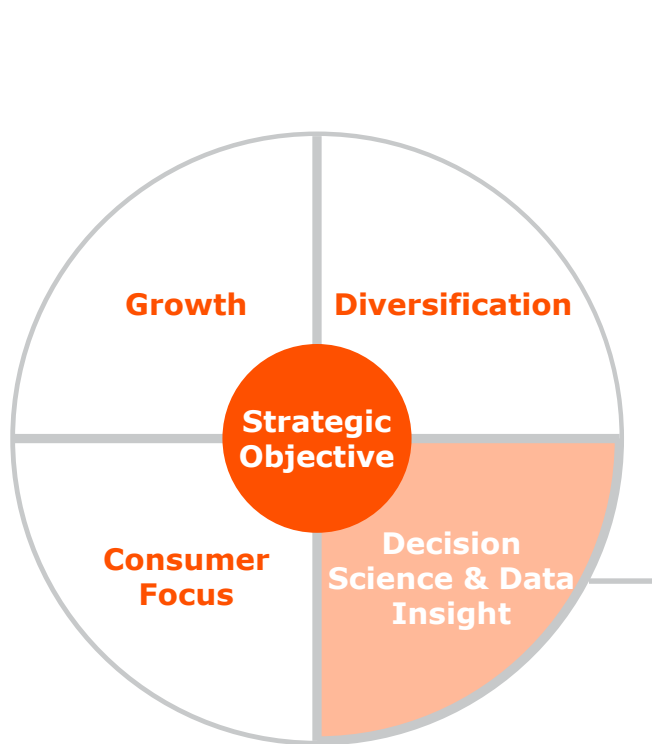 Growth
Diversification
Strategic
Objective
Consumer
Focus
Decision
Science & Data
Insight